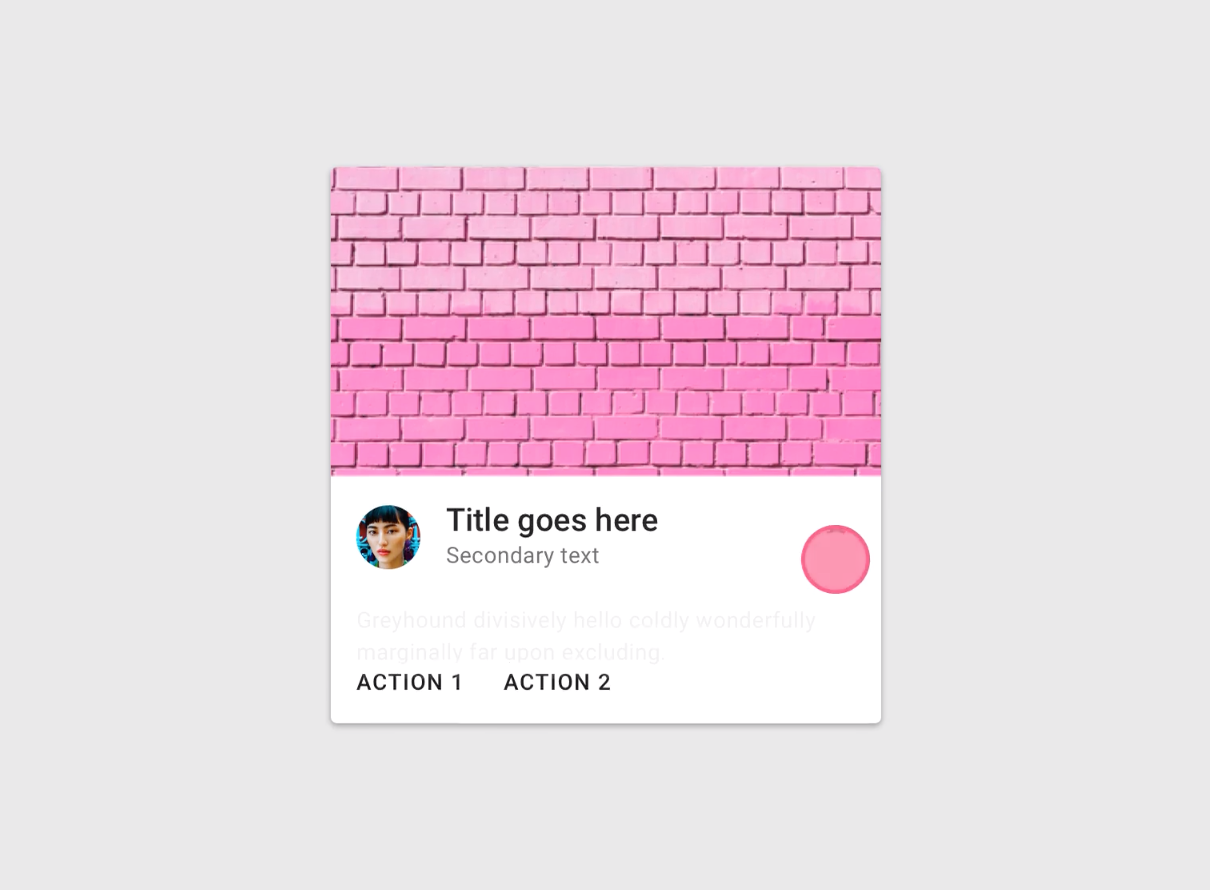 Title goes here
Secondary text
Greyhound divisively hello coldly wonderfully
marginally far upon excluding.
ACTION 1 ACTION 2